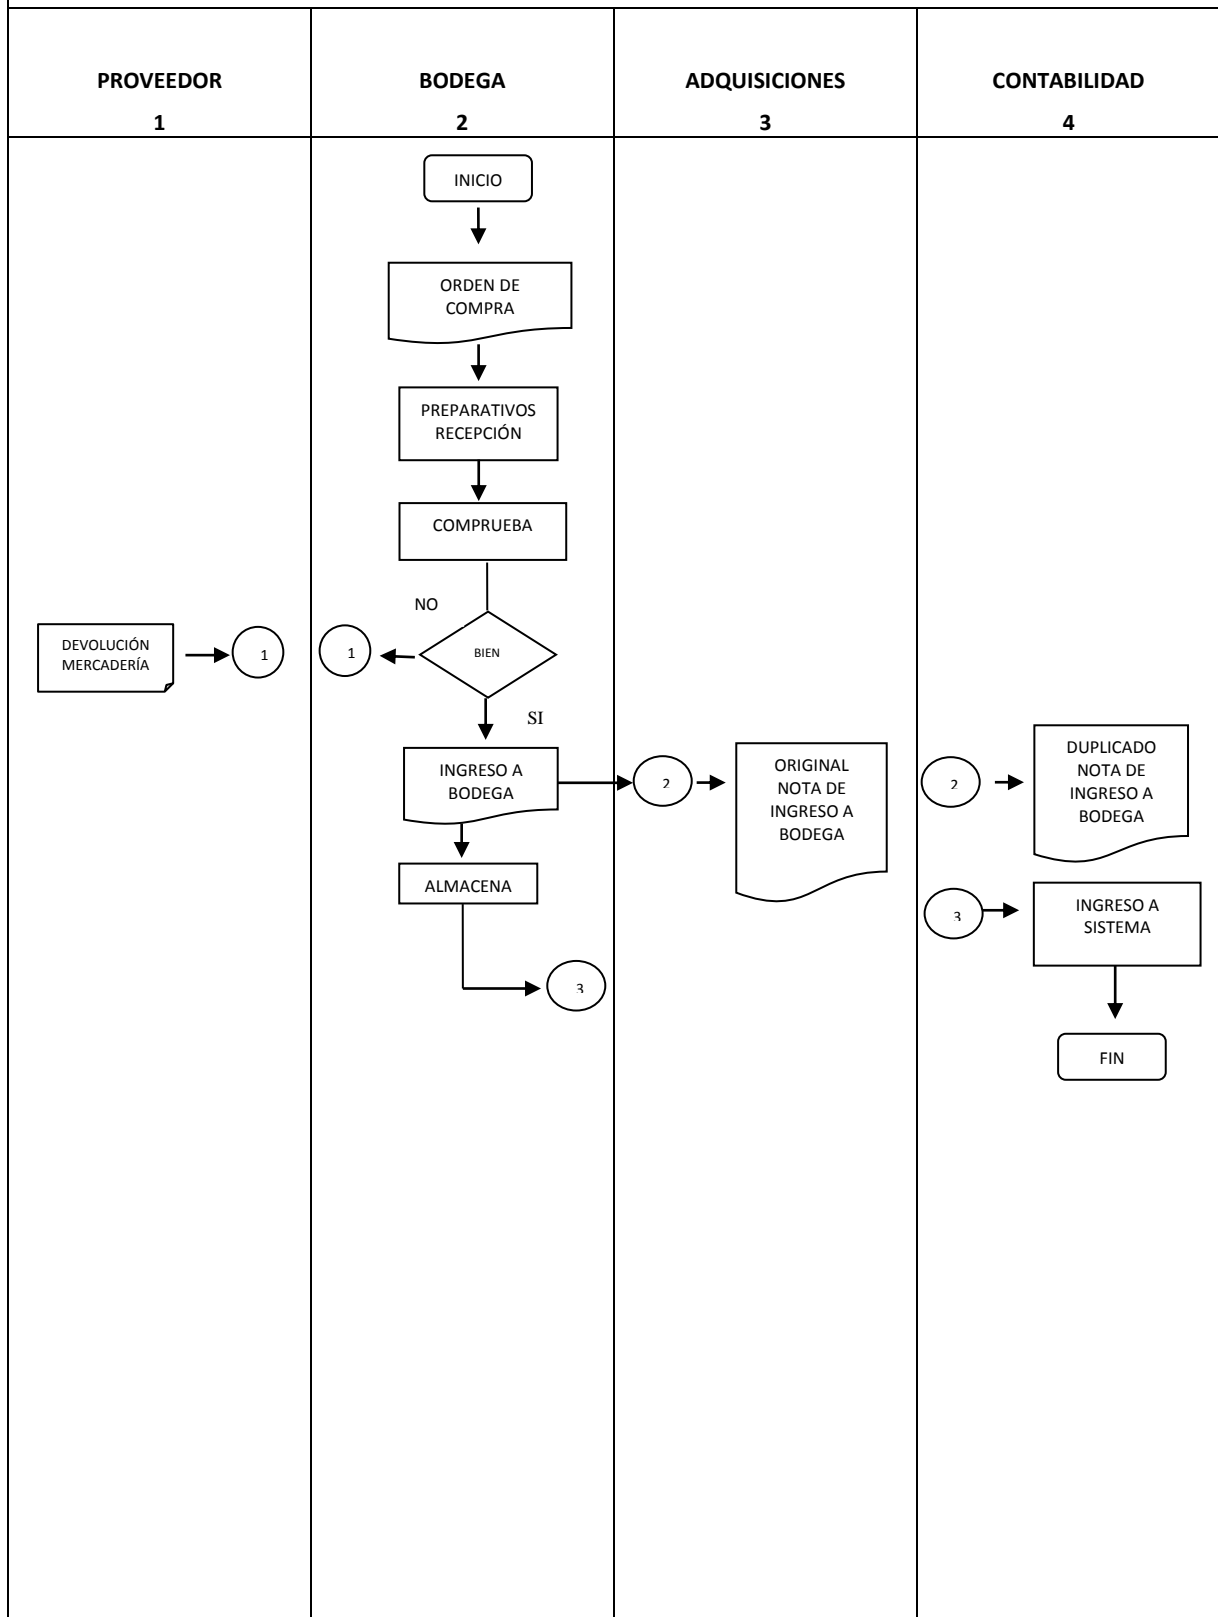 PROVEEDOR
1
BODEGA
2
ADQUISICIONES
3
CONTABILIDAD
4
INICIO
ORDEN DE
COMPRA
PREPARATIVOS
RECEPCIÓN
COMPRUEBA
NO
DEVOLUCIÓN
MERCADERÍA
1
1
BIEN
SI
INGRESO A
BODEGA
2
ORIGINAL
NOTA DE
INGRESO A
BODEGA
2
DUPLICADO
NOTA DE
INGRESO A
BODEGA
ALMACENA
3
INGRESO A
SISTEMA
3
FIN